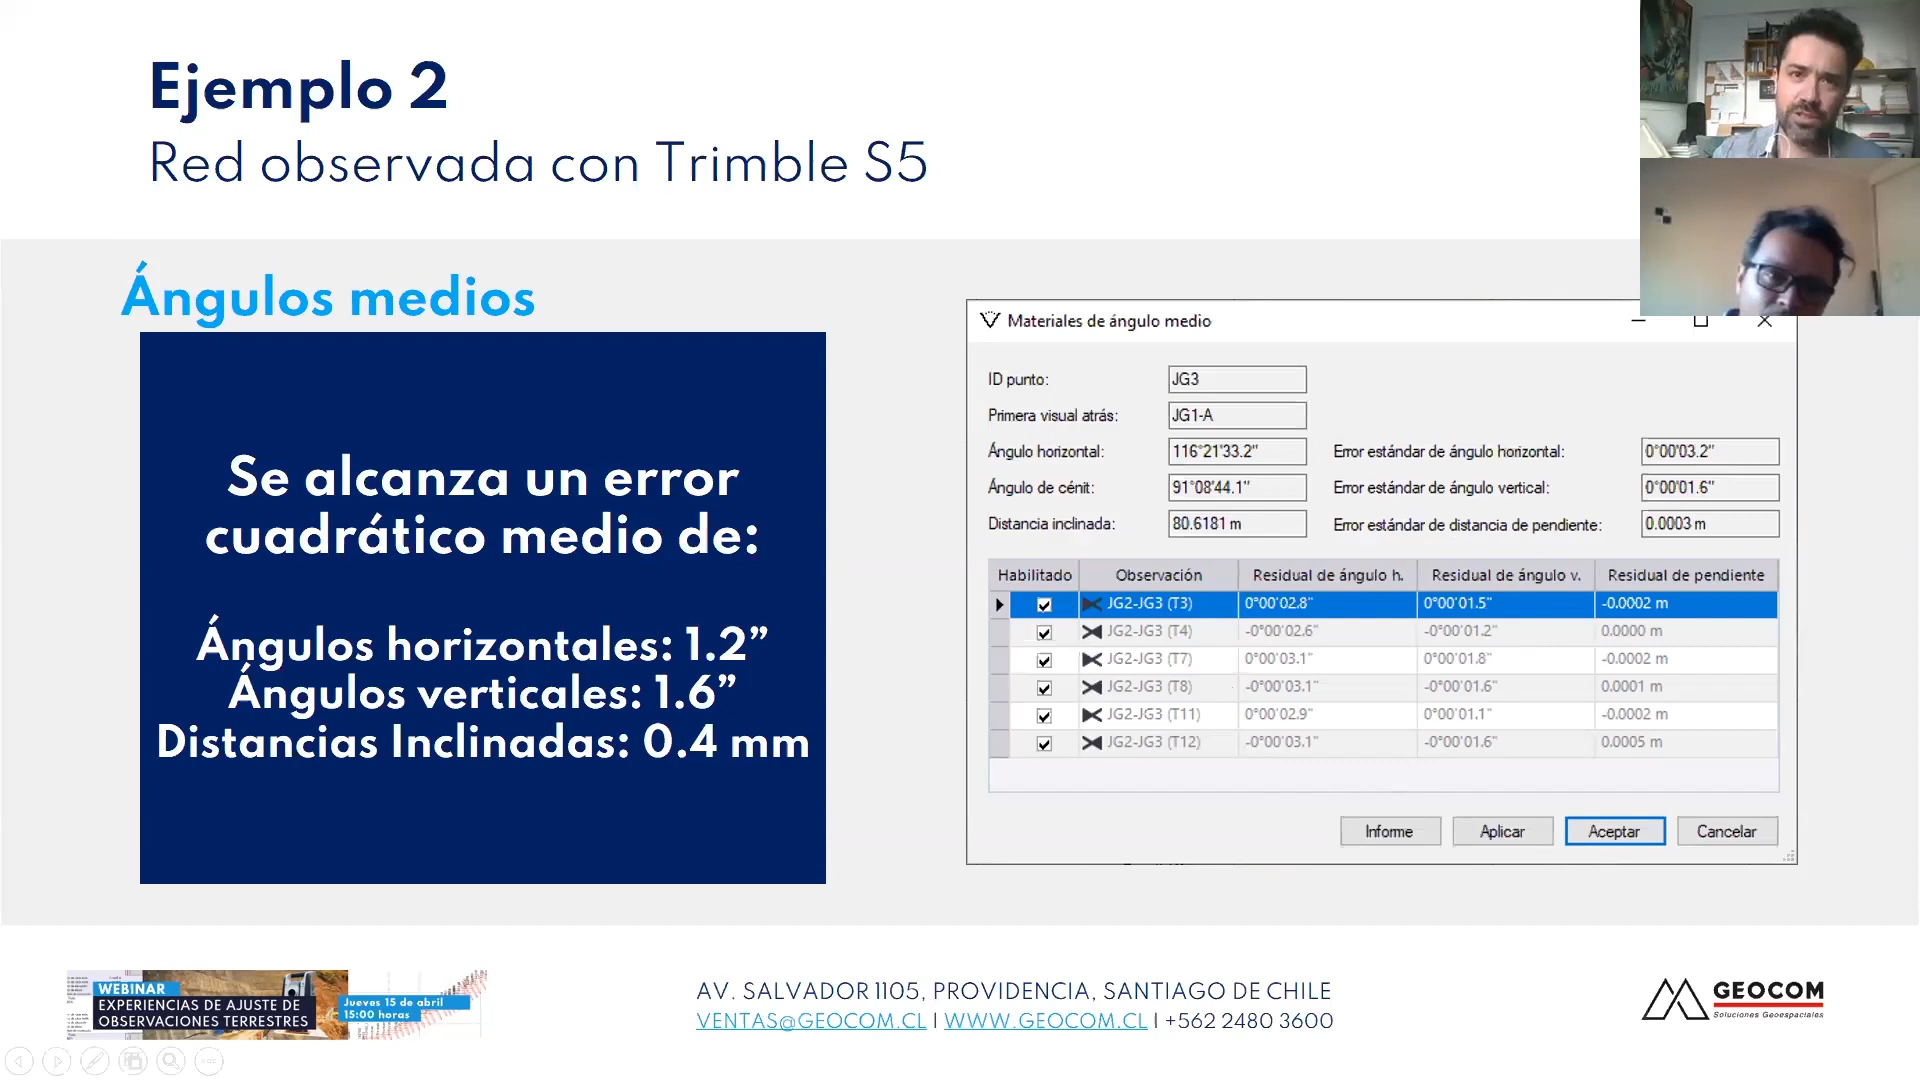 Ejemplo 2
Red observada con Trimble S5
Ángulos medios
Se alcanza un error
cuadrático medio de:
Ángulos horizontales: 1.2”
Ángulos verticales: 1.6”
Distancias Inclinadas: 0.4 mm
Materiales de ángulo medio
ID punto: JG3
Primera visual atrás: JG1-A
Ángulo horizontal: 116°21'33.2" Error estándar de ángulo horizontal: 0°00'03.2"
Ángulo de cénit: 91°08'44.1" Error estándar de ángulo vertical: 0°00'01.6"
Distancia inclinada: 80.6181 m Error estándar de distancia de pendiente: 0.0003 m
Habilitado Observación Residual de ángulo h. Residual de ángulo v. Residual de pendiente
JG2-JG3 (T3) 0°00'02.8" 0°00'01.5" -0.0002 m
JG2-JG3 (T4) -0°00'02.6" -0°00'01.2" 0.0000 m
JG2-JG3 (T7) 0°00'03.1" 0°00'01.8" -0.0002 m
JG2-JG3 (T8) -0°00'03.1" -0°00'01.6" 0.0001 m
JG2-JG3 (T11) 0°00'02.9" 0°00'01.1" -0.0002 m
JG2-JG3 (T12) -0°00'03.1" -0°00'01.6" 0.0005 m
Informe Aplicar Aceptar Cancelar
WEBINAR
EXPERIENCIAS DE AJUSTE DE
OBSERVACIONES TERRESTRES
Jueves 15 de abril
15:00 horas
AV. SALVADOR 1105, PROVIDENCIA, SANTIAGO DE CHILE
VENTAS@GEOCOM.CL | WWW.GEOCOM.CL | +562 2480 3600
GEOCOM
Soluciones Geoespaciales